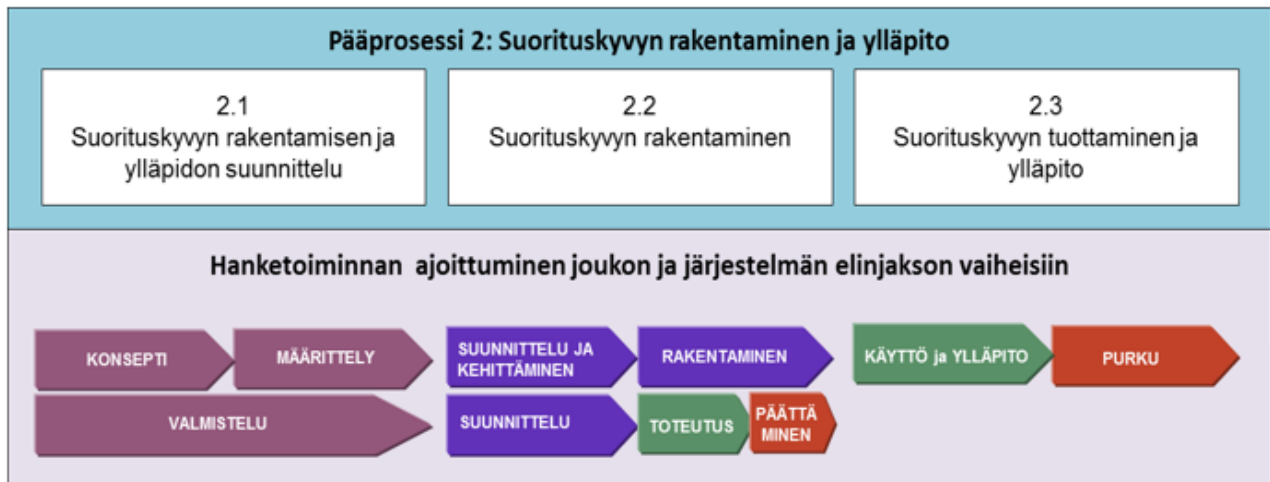 Pääprosessi 2: Suorituskyvyn rakentaminen ja ylläpito
2.1
Suorituskyvyn rakentamisen ja
ylläpidon suunnittelu
2.2
Suorituskyvyn rakentaminen
2.3
Suorituskyvyn tuottaminen ja
ylläpito
Hanketoiminnan ajoittuminen joukon ja järjestelmän elinjakson vaiheisiin
KONSEPTI
MÄÄRITTELY
SUUNNITTELU JA
KEHITTÄMINEN
RAKENTAMINEN
KÄYTTÖ ja YLLÄPITO
PURKU
VALMISTELU
SUUNNITTELU
TOTEUTUS
PÄÄTTÄ
MINEN